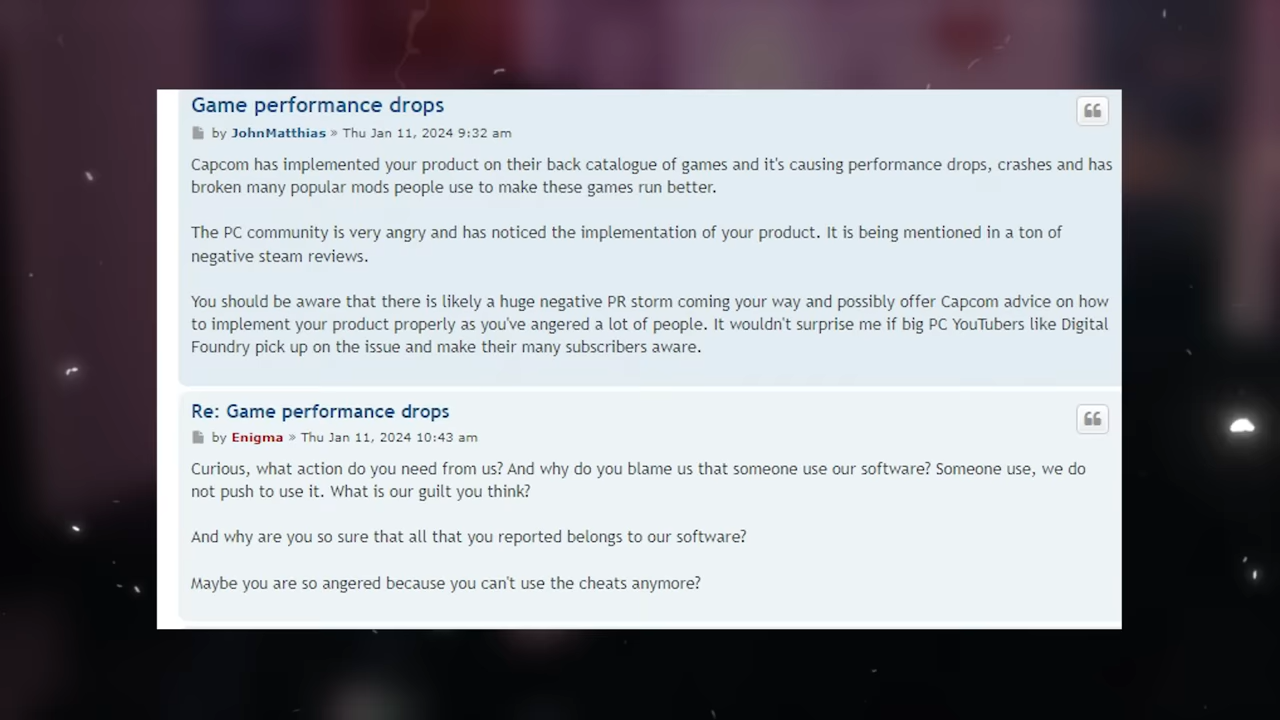 Game performance drops
by JohnMatthias » Thu Jan 11, 2024 9:32 am
Capcom has implemented your product on their back catalogue of games and it's causing performance drops, crashes and has
broken many popular mods people use to make these games run better.
The PC community is very angry and has noticed the implementation of your product. It is being mentioned in a ton of
negative steam reviews.
You should be aware that there is likely a huge negative PR storm coming your way and possibly offer Capcom advice on how
to implement your product properly as you've angered a lot of people. It wouldn't surprise me if big PC YouTubers like Digital
Foundry pick up on the issue and make their many subscribers aware.
Re: Game performance drops
by Enigma » Thu Jan 11, 2024 10:43 am
Curious, what action do you need from us? And why do you blame us that someone use our software? Someone use, we do
not push to use it. What is our guilt you think?
And why are you so sure that all that you reported belongs to our software?
Maybe you are so angered because you can't use the cheats anymore?